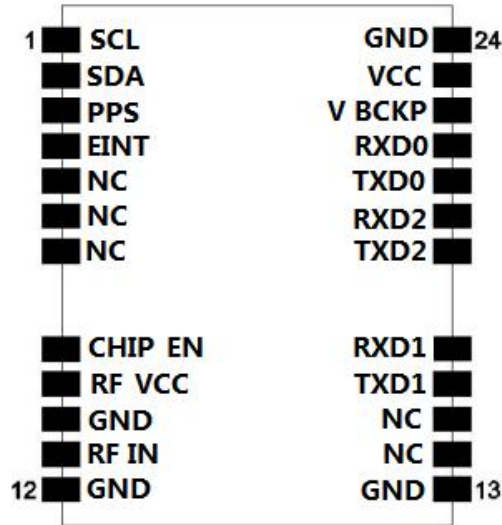 1 SCL GND 24
SDA VCC
PPS V BCKP
EINT RXD0
NC TXD0
NC RXD2
NC TXD2
CHIP EN RXD1
RF VCC TXD1
GND NC
RF IN NC
12 GND GND 13